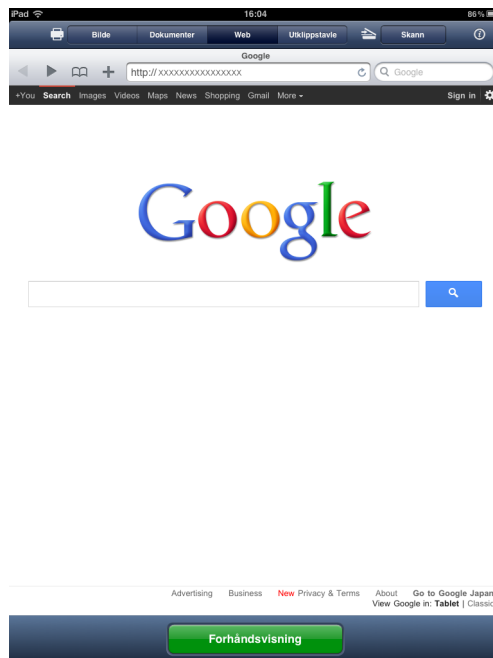 iPad 16:04 86 %
Bilde Dokumenter Web Utklippstavle Skann
Google
http:// xxxxxxxxxxxxxxxx Google
+You Search Images Videos Maps News Shopping Gmail More Sign in
Google
Advertising Business New Privacy & Terms About Go to Google Japan
View Google in: Tablet | Classic
Forhåndsvisning